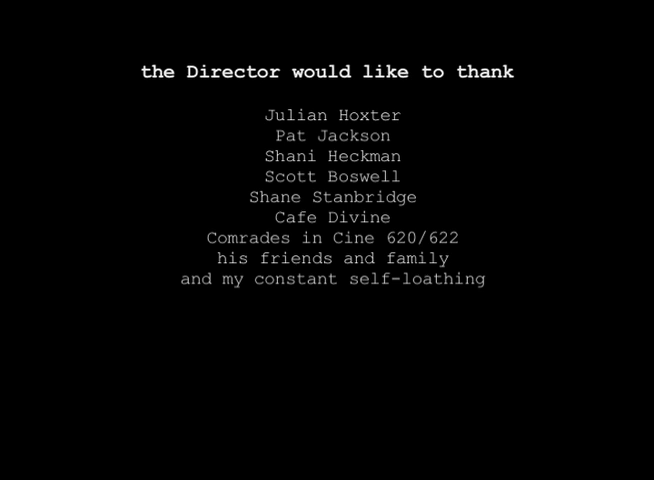 the Director would like to thank
Julian Hoxter
Pat Jackson
Shani Heckman
Scott Boswell
Shane Stanbridge
Cafe Divine
Comrades in Cine 620/622
his friends and family
and my constant self-loathing